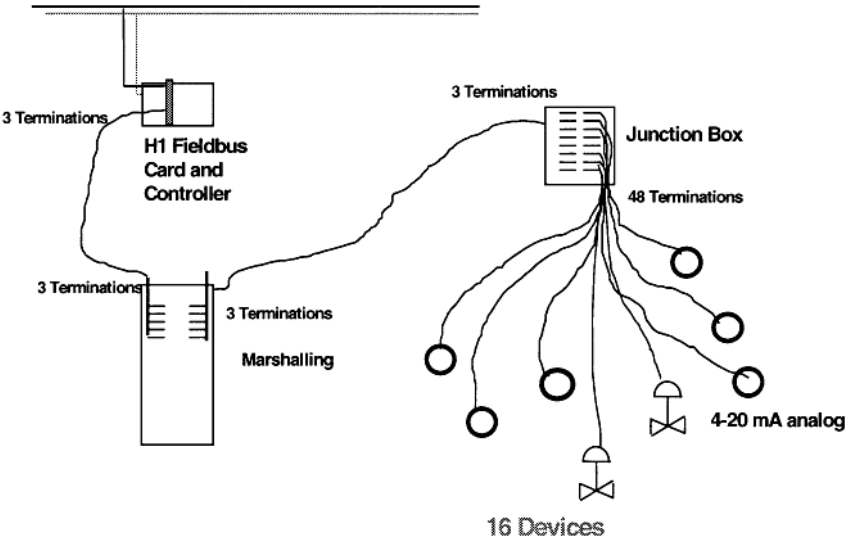 3 Terminations
3 Terminations
H1 Fieldbus
Card and
Controller
Junction Box
48 Terminations
3 Terminations
3 Terminations
Marshalling
4-20 mA analog
16 Devices